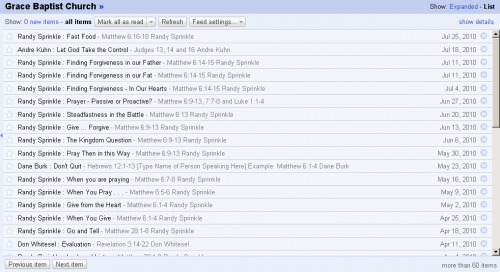 Grace Baptist Church »
Show: Expanded - List
Show: 0 new items - all items Mark all as read Refresh Feed settings...
show details
Randy Sprinkle : Fast Food - Matthew 6:16-18 Randy Sprinkle Jul 25, 2010
Andre Kuhn : Let God Take the Control - Judges 13, 14 and 16 Andre Kuhn Jul 18, 2010
Randy Sprinkle : Finding Forgiveness in our Father - Matthew 6:14-15 Randy Sprinkle Jul 11, 2010
Randy Sprinkle : Finding Foriginess in our Fat - Matthew 6:14-15 Randy Sprinkle Jul 11, 2010
Randy Sprinkle : Finding Forgiveness - In Our Hearts - Matthew 6:14-15 Randy Sprinkle Jul 4, 2010
Randy Sprinkle : Prayer - Passive or Proactive? - Matthew 6:9-13, 7:7-8 and Luke 1:1-4 Jun 27, 2010
Randy Sprinkle : Steadfastness in the Battle - Matthew 6:13 Randy Sprinkle Jun 20, 2010
Randy Sprinkle : Give ... Forgive - Matthew 6:9-13 Randy Sprinkle Jun 13, 2010
Randy Sprinkle : The Kingdom Question - Matthew 6:9-13 Randy Sprinkle Jun 6, 2010
Randy Sprinkle : Pray Then in this Way - Matthew 6:9-13 Randy Sprinkle May 30, 2010
Dane Burk : Don't Quit - Hebrews 12:1-13 [Type Name of Person Speaking Here] Example: Matthew 6:1-4 Dane Burk May 23, 2010
Randy Sprinkle : When you are praying - Matthew 6:7-8 Randy Sprinkle May 16, 2010
Randy Sprinkle : When You Pray . . . - Matthew 6:5-6 Randy Sprinkle May 9, 2010
Randy Sprinkle : Give from the Heart - Matthew 6:1-4 Randy Sprinkle May 2, 2010
Randy Sprinkle : When You Give - Matthew 6:1-4 Randy Sprinkle Apr 25, 2010
Randy Sprinkle : Go and Tell - Matthew 28:1-8 Randy Sprinkle Apr 18, 2010
Don Whitesel : Evaluation - Revelation 3:14-22 Don Whitesel Apr 11, 2010
Previous item Next item
more than 60 items